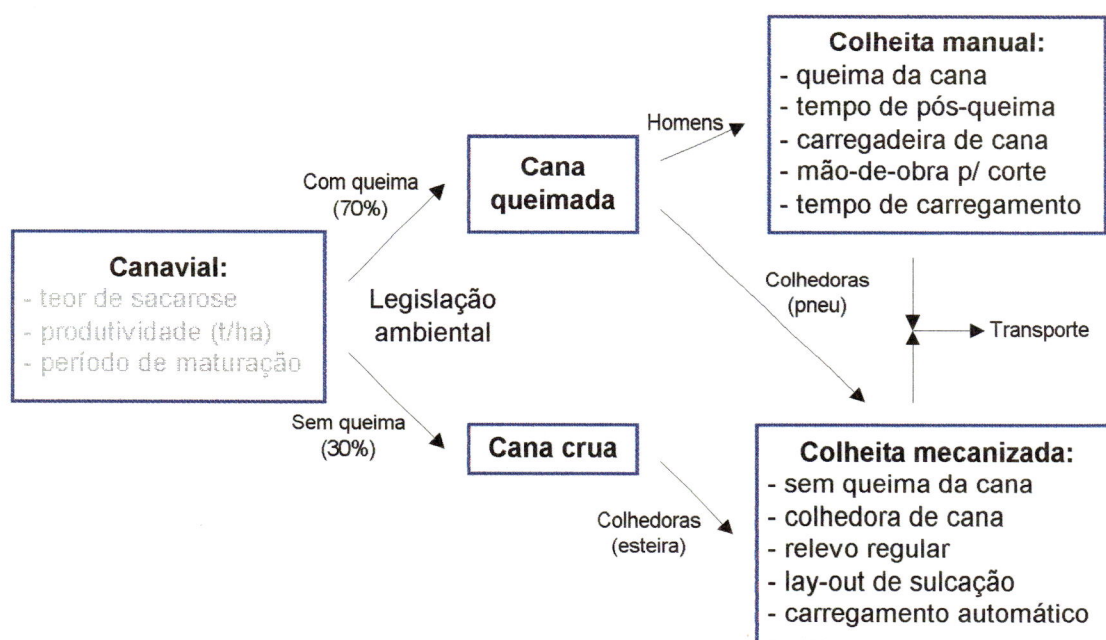 Canavial:
- teor de sacarose
- produtividade (t/ha)
- período de maturação
Com queima
(70%)
Legislação
ambiental
Sem queima
(30%)
Cana
queimada
Cana crua
Homens
Colhedoras
(pneu)
Colhedoras
(esteira)
Colheita manual:
- queima da cana
- tempo de pós-queima
- carregadeira de cana
- mão-de-obra p/ corte
- tempo de carregamento
Transporte
Colheita mecanizada:
- sem queima da cana
- colhedora de cana
- relevo regular
- lay-out de sulcação
- carregamento automático